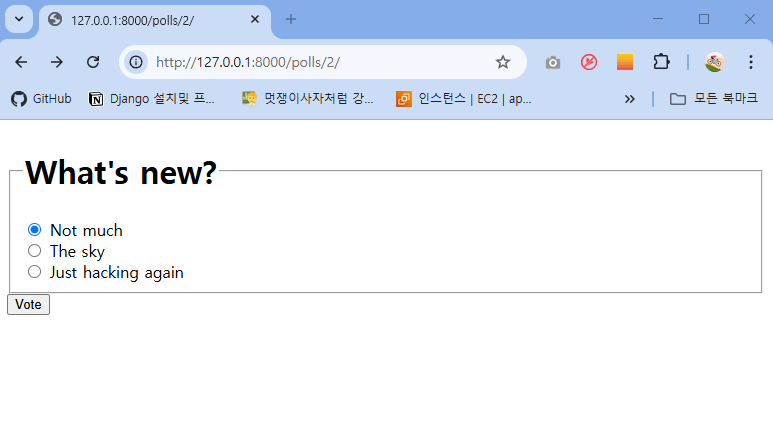 127.0.0.1:8000/polls/2/
http://127.0.0.1:8000/polls/2/
GitHub Django 설치및 프... 멋쟁이사자처럼 강... 인스턴스 | EC2 | ap... 모든 북마크
What's new?
Not much
The sky
Just hacking again
Vote